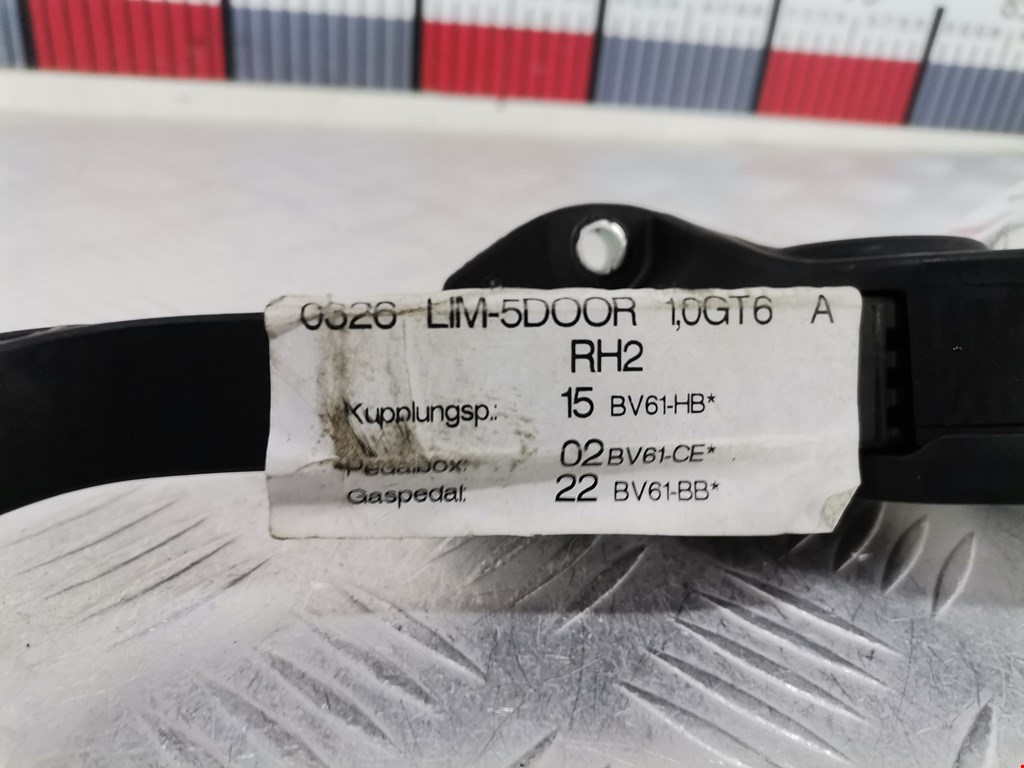 0326 LIM-5DOOR 1,0GT6 A
RH2
Kupplungsp.: 15 BV61-HB*
Pedalbox: 02 BV61-CE*
Gaspedal: 22 BV61-BB*